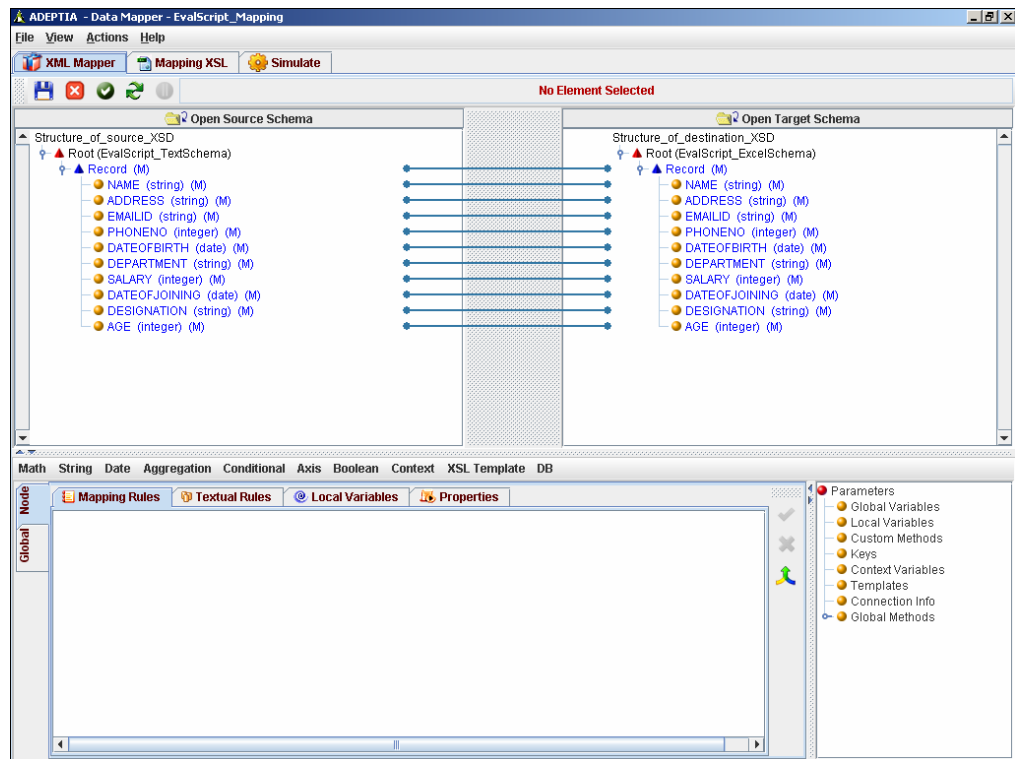 ADEPTIA - Data Mapper - EvalScript_Mapping
File View Actions Help
XML Mapper Mapping XSL Simulate
No Element Selected
Open Source Schema
Open Target Schema
Structure_of_source_XSD
Root (EvalScript_TextSchema)
Record (M)
NAME (string) (M)
ADDRESS (string) (M)
EMAILID (string) (M)
PHONENO (integer) (M)
DATEOFBIRTH (date) (M)
DEPARTMENT (string) (M)
SALARY (integer) (M)
DATEOFJOINING (date) (M)
DESIGNATION (string) (M)
AGE (integer) (M)
Structure_of_destination_XSD
Root (EvalScript_ExcelSchema)
Record (M)
NAME (string) (M)
ADDRESS (string) (M)
EMAILID (string) (M)
PHONENO (integer) (M)
DATEOFBIRTH (date) (M)
DEPARTMENT (string) (M)
SALARY (integer) (M)
DATEOFJOINING (date) (M)
DESIGNATION (string) (M)
AGE (integer) (M)
Math String Date Aggregation Conditional Axis Boolean Context XSL Template DB
Node
Global
Mapping Rules Textual Rules Local Variables Properties
Parameters
Global Variables
Local Variables
Custom Methods
Keys
Context Variables
Templates
Connection Info
Global Methods